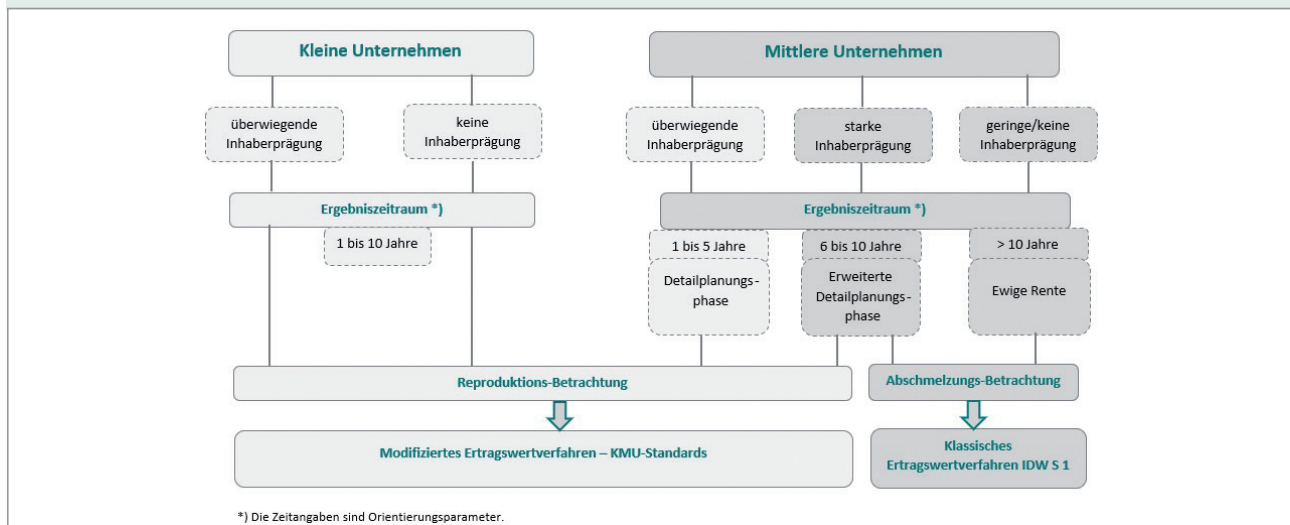 Kleine Unternehmen
Mittlere Unternehmen
überwiegende
Inhaberprägung
keine
Inhaberprägung
überwiegende
Inhaberprägung
starke
Inhaberprägung
geringe/keine
Inhaberprägung
Ergebniszeitraum *)
Ergebniszeitraum *)
1 bis 10 Jahre
1 bis 5 Jahre
6 bis 10 Jahre
> 10 Jahre
Detailplanungs-
phase
Erweiterte
Detailplanungs-
phase
Ewige Rente
Reproduktions-Betrachtung
Abschmelzungs-Betrachtung
Modifiziertes Ertragswertverfahren – KMU-Standards
Klassisches
Ertragswertverfahren IDW S 1
*) Die Zeitangaben sind Orientierungsparameter.